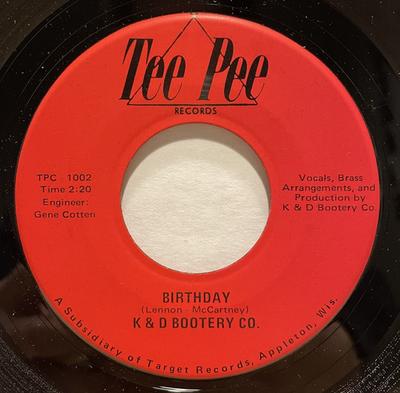 Tee Pee
RECORDS
TPC - 1002
Time 2:20
Engineer:
Gene Cotten
Vocals, Brass
Arrangements, and
Production by
K & D Bootery Co.
BIRTHDAY
(Lennon - McCartney)
K & D BOOTERY CO.
A Subsidiary of Target Records, Appleton, Wis.